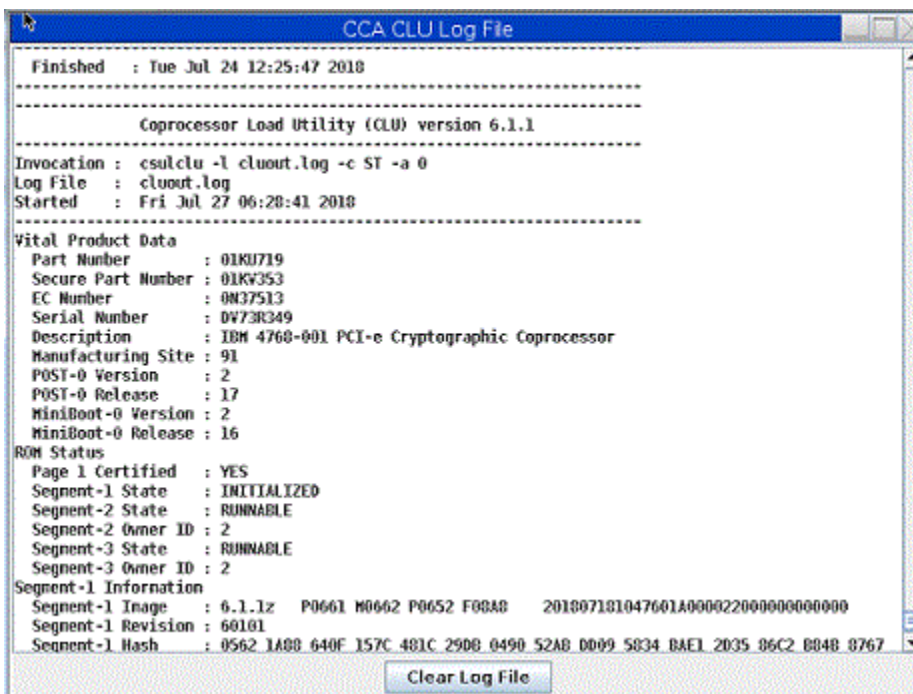 CCA CLU Log File
Finished : Tue Jul 24 12:25:47 2018
Coprocessor Load Utility (CLU) version 6.1.1
Invocation : csulclu -l cluout.log -c ST -a 0
Log File : cluout.log
Started : Fri Jul 27 06:28:41 2018
Vital Product Data
Part Number : 01KU719
Secure Part Number : 01KV353
EC Number : 0N37513
Serial Number : DV73R349
Description : IBM 4768-001 PCI-e Cryptographic Coprocessor
Manufacturing Site : 91
POST-0 Version : 2
POST-0 Release : 17
MiniBoot-0 Version : 2
MiniBoot-0 Release : 16
ROM Status
Page 1 Certified : YES
Segment-1 State : INITIALIZED
Segment-2 State : RUNNABLE
Segment-2 Owner ID : 2
Segment-3 State : RUNNABLE
Segment-3 Owner ID : 2
Segment-1 Information
Segment-1 Image : 6.1.1z P0661 M0662 P0652 F08A8 201807181047601A000022000000000000
Segment-1 Revision : 60101
Segment-1 Hash : 0562 1A88 640F 157C 481C 29DB 0490 52A8 DD09 5834 BAE1 2035 86C2 B848 8767
Clear Log File